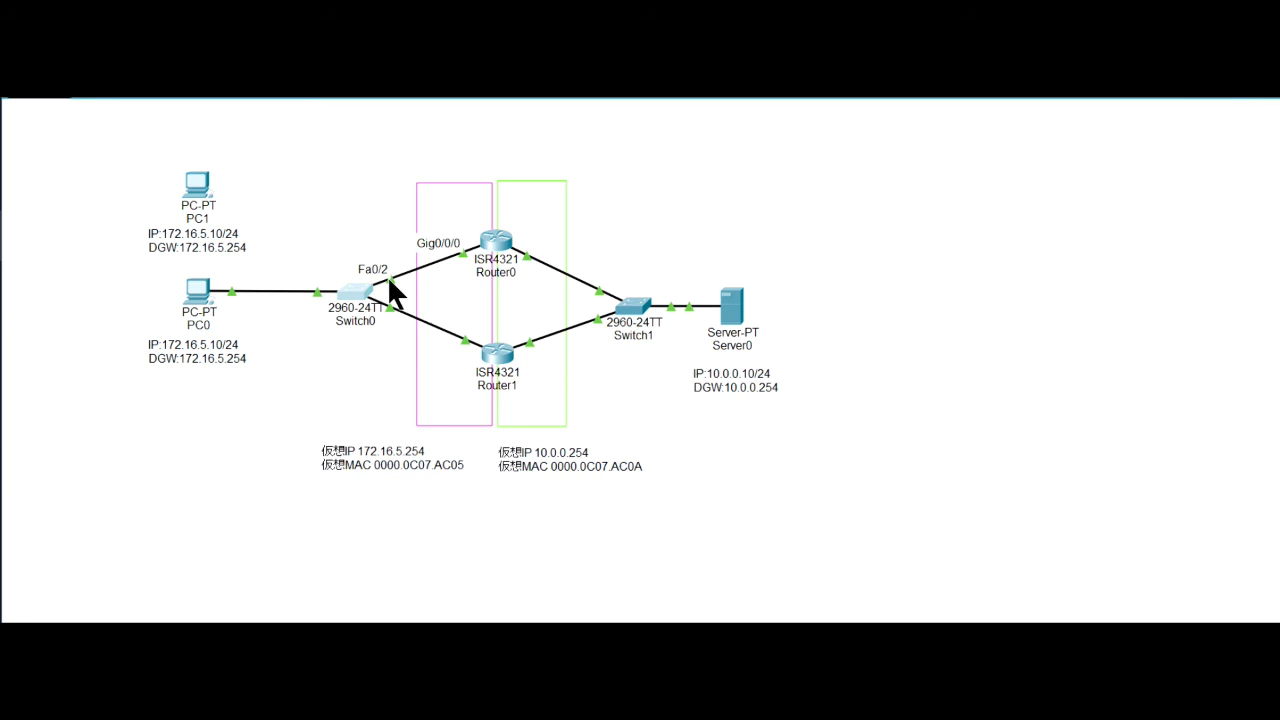 PC-PT
PC1
IP:172.16.5.10/24
DGW:172.16.5.254
PC-PT
PC0
IP:172.16.5.10/24
DGW:172.16.5.254
Fa0/2
2960-24TT
Switch0
Gig0/0/0
ISR4321
Router0
ISR4321
Router1
2960-24TT
Switch1
Server-PT
Server0
IP:10.0.0.10/24
DGW:10.0.0.254
仮想IP 172.16.5.254
仮想MAC 0000.0C07.AC05
仮想IP 10.0.0.254
仮想MAC 0000.0C07.AC0A